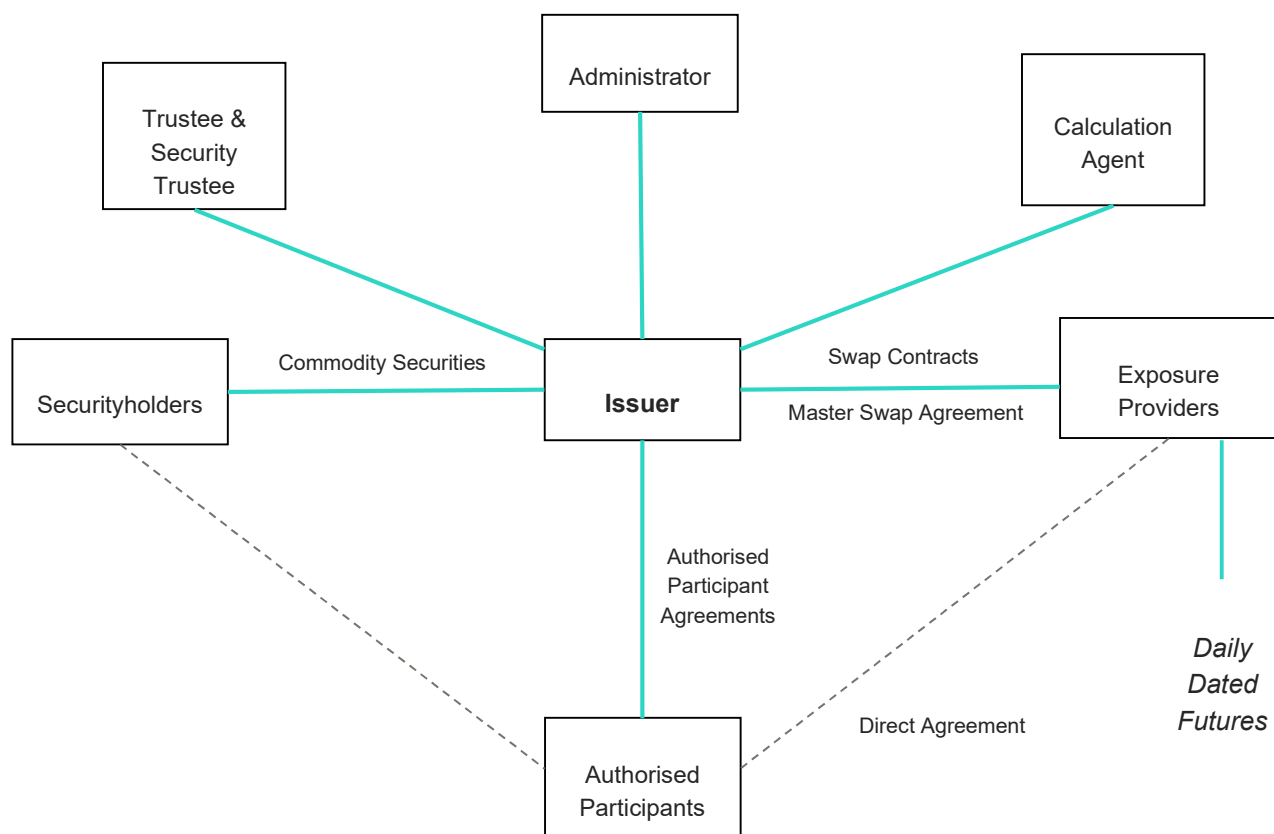 Administrator
Trustee &
Security
Trustee
Calculation
Agent
Securityholders
Commodity Securities
Issuer
Swap Contracts
Master Swap Agreement
Exposure
Providers
Authorised
Participant
Agreements
Daily
Dated
Futures
Direct Agreement
Authorised
Participants